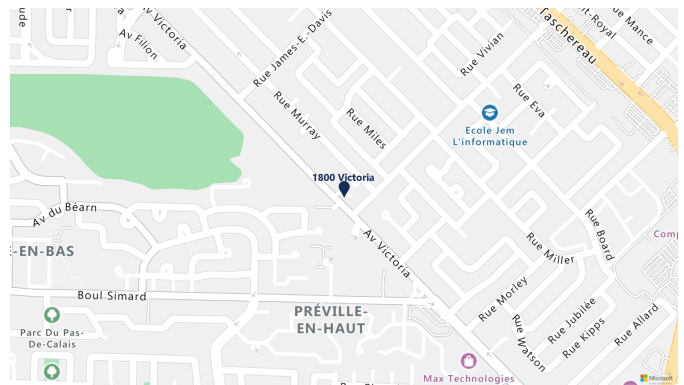 Av Victoria
Av Filion
Rue James-E.-Davis
Rue Vivian
Taschereau
Rue Mance
Rue Murray
Rue Miles
Rue Eva
Ecole Jem
L'informatique
1800 Victoria
Av du Béarn
E-EN-BAS
Av Victoria
Rue Board
Rue Miller
Comp
Boul Simard
PRÉVILLE-
EN-HAUT
Rue Morley
Rue Jubilée
Rue Kipps
Rue Allard
Rue Watson
Parc Du Pas-
De-Calais
Max Technologies
Microsoft